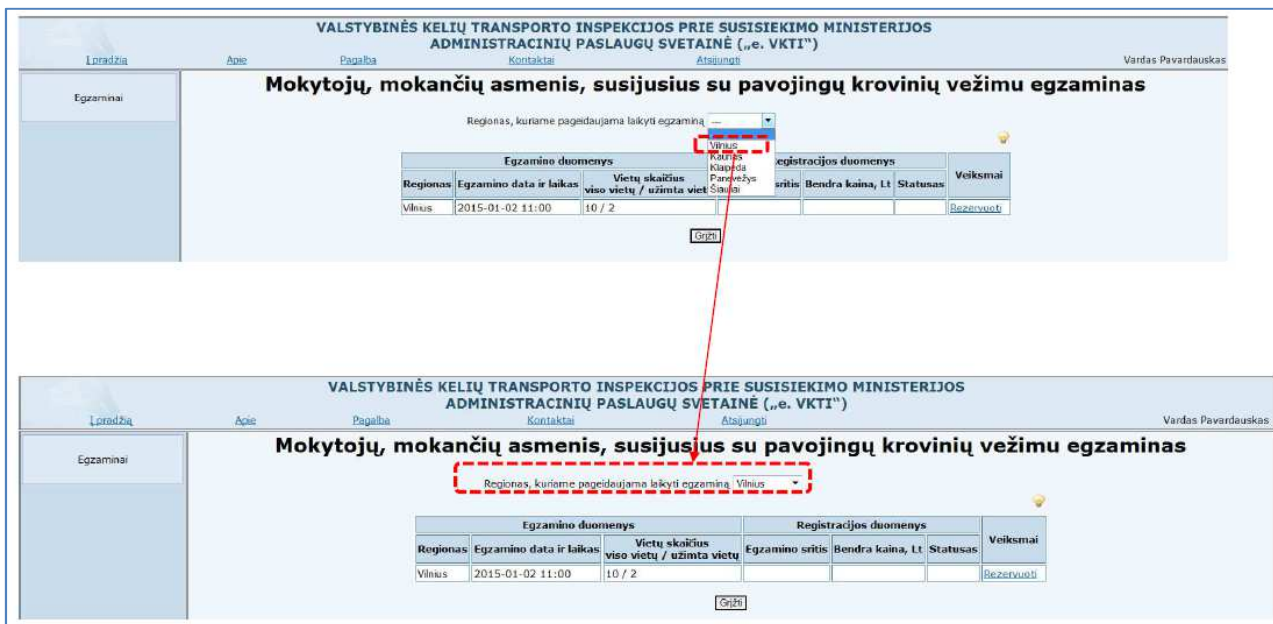 VALSTYBINĖS KELIŲ TRANSPORTO INSPEKCIJOS PRIE SUSISIEKIMO MINISTERIJOS
ADMINISTRACINIŲ PASLAUGŲ SVETAINĖ („e. VKTI“)
Į pradžią Apie Pagalba Kontaktai Atsijungti Vardas Pavardauskas
Egzaminai
Mokytojų, mokančių asmenis, susijusius su pavojingų krovinių vežimu egzaminas
Regionas, kuriame pageidaujama laikyti egzaminą ---
Vilnius
Kaunas
Klaipėda
Panevėžys
Šiauliai
Egzamino duomenys Registracijos duomenys Veiksmai
Regionas Egzamino data ir laikas Vietų skaičius
viso vietų / užimta viet sritis Bendra kaina, Lt Statusas
Vilnius 2015-01-02 11:00 10 / 2 Rezervuoti
Grįžti
VALSTYBINĖS KELIŲ TRANSPORTO INSPEKCIJOS PRIE SUSISIEKIMO MINISTERIJOS
ADMINISTRACINIŲ PASLAUGŲ SVETAINĖ („e. VKTI“)
Į pradžią Apie Pagalba Kontaktai Atsijungti Vardas Pavardauskas
Egzaminai
Mokytojų, mokančių asmenis, susijusius su pavojingų krovinių vežimu egzaminas
Regionas, kuriame pageidaujama laikyti egzaminą Vilnius
Egzamino duomenys Registracijos duomenys Veiksmai
Regionas Egzamino data ir laikas Vietų skaičius
viso vietų / užimta vietų Egzamino sritis Bendra kaina, Lt Statusas
Vilnius 2015-01-02 11:00 10 / 2 Rezervuoti
Grįžti